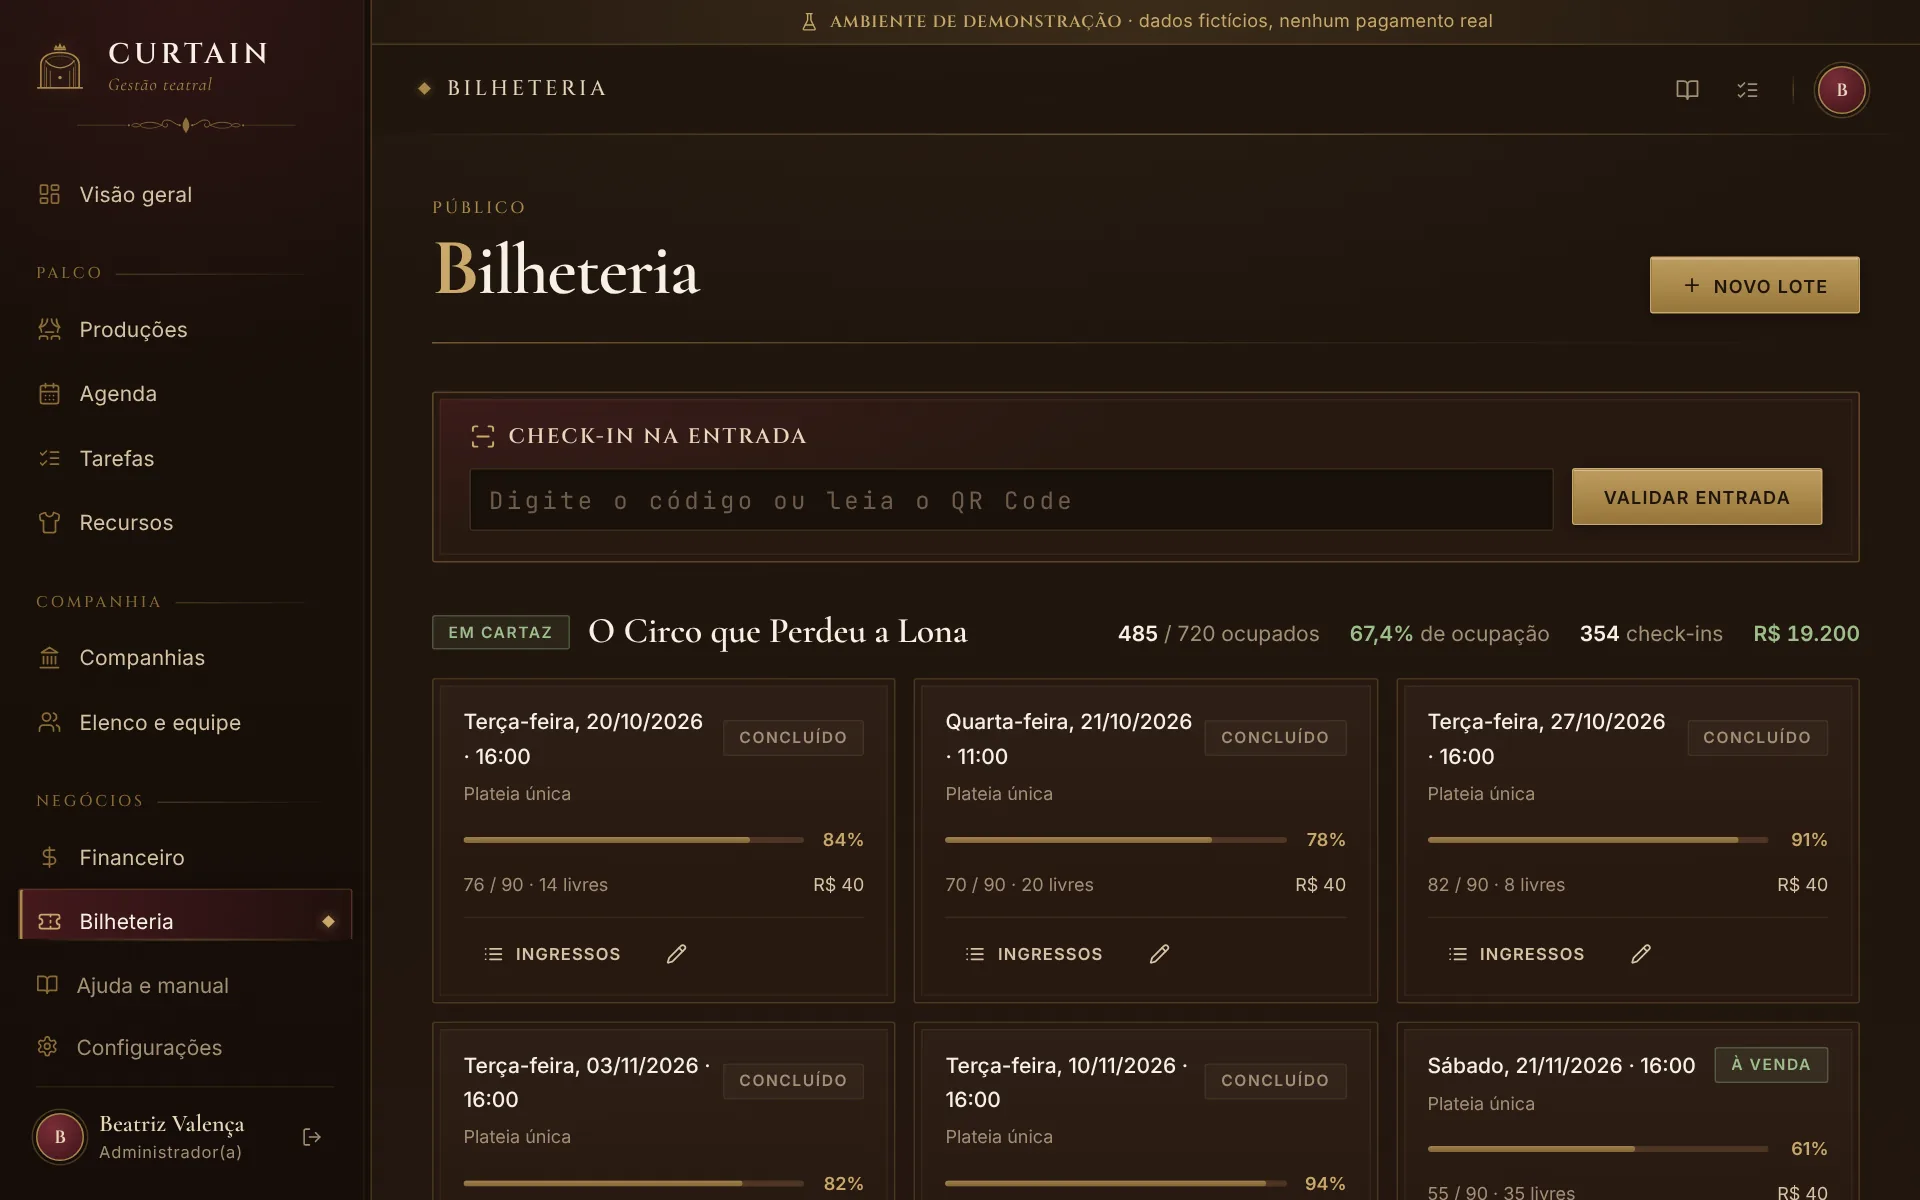 CURTAIN
Gestão teatral
Visão geral
PALCO
Produções
Agenda
Tarefas
Recursos
COMPANHIA
Companhias
Elenco e equipe
NEGÓCIOS
Financeiro
Bilheteria
Ajuda e manual
Configurações
B
Beatriz Valença
Administrador(a)
AMBIENTE DE DEMONSTRAÇÃO · dados fictícios, nenhum pagamento real
BILHETERIA
B
PÚBLICO
Bilheteria
NOVO LOTE
CHECK-IN NA ENTRADA
Digite o código ou leia o QR Code
VALIDAR ENTRADA
EM CARTAZ O Circo que Perdeu a Lona 485 / 720 ocupados 67,4% de ocupação 354 check-ins R$ 19.200
Terça-feira, 20/10/2026
· 16:00
CONCLUÍDO
Plateia única
84%
76 / 90 · 14 livres R$ 40
INGRESSOS
Quarta-feira, 21/10/2026
· 11:00
CONCLUÍDO
Plateia única
78%
70 / 90 · 20 livres R$ 40
INGRESSOS
Terça-feira, 27/10/2026
· 16:00
CONCLUÍDO
Plateia única
91%
82 / 90 · 8 livres R$ 40
INGRESSOS
Terça-feira, 03/11/2026 ·
16:00
CONCLUÍDO
Plateia única
82%
Terça-feira, 10/11/2026 ·
16:00
CONCLUÍDO
Plateia única
94%
Sábado, 21/11/2026 · 16:00
À VENDA
Plateia única
61%
55 / 90 · 35 livres R$ 40